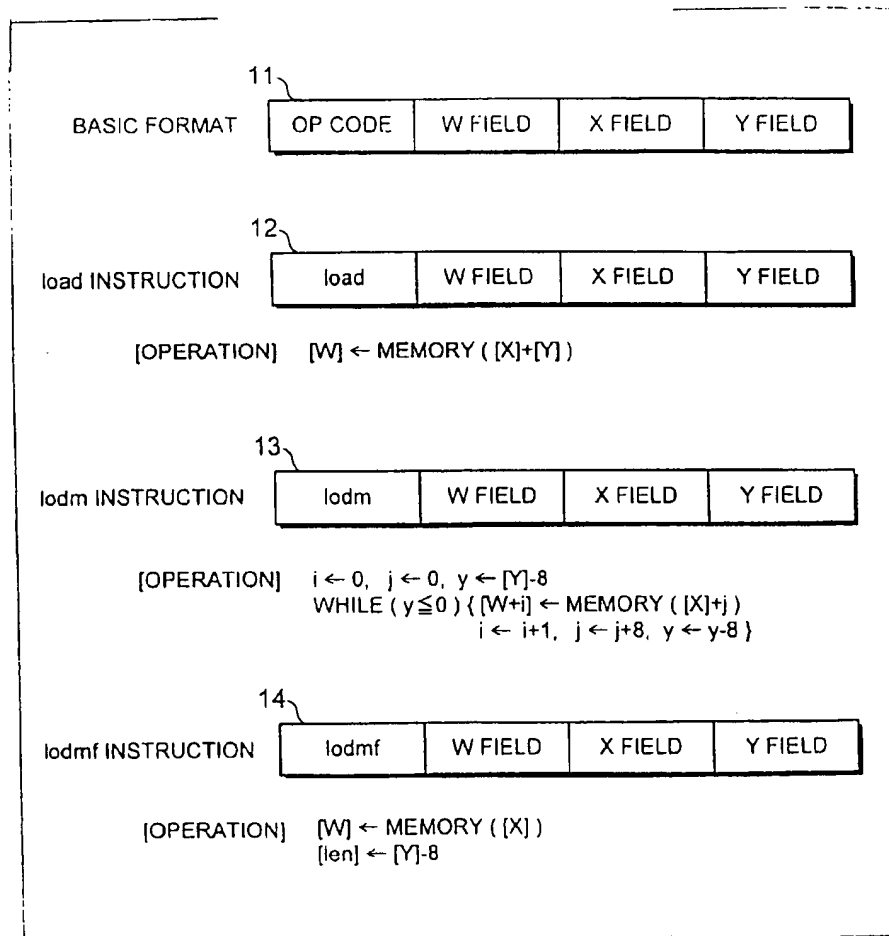 11
BASIC FORMAT OP CODE W FIELD X FIELD Y FIELD
12
load INSTRUCTION load W FIELD X FIELD Y FIELD
[OPERATION] [W] ← MEMORY ( [X]+[Y] )
13
lodm INSTRUCTION lodm W FIELD X FIELD Y FIELD
[OPERATION] i ← 0, j ← 0, y ← [Y]-8
WHILE ( y≦0 ) { [W+i] ← MEMORY ( [X]+j )
i ← i+1, j ← j+8, y ← y-8 }
14
lodmf INSTRUCTION lodmf W FIELD X FIELD Y FIELD
[OPERATION] [W] ← MEMORY ( [X] )
[len] ← [Y]-8